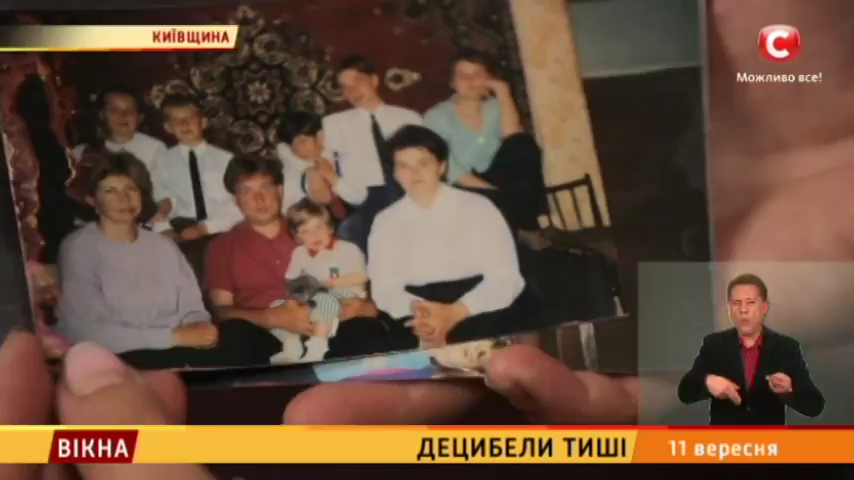 КИЇВЩИНА
С
Можливо все!
ВІКНА
ДЕЦИБЕЛИ ТИШІ
11 вересня